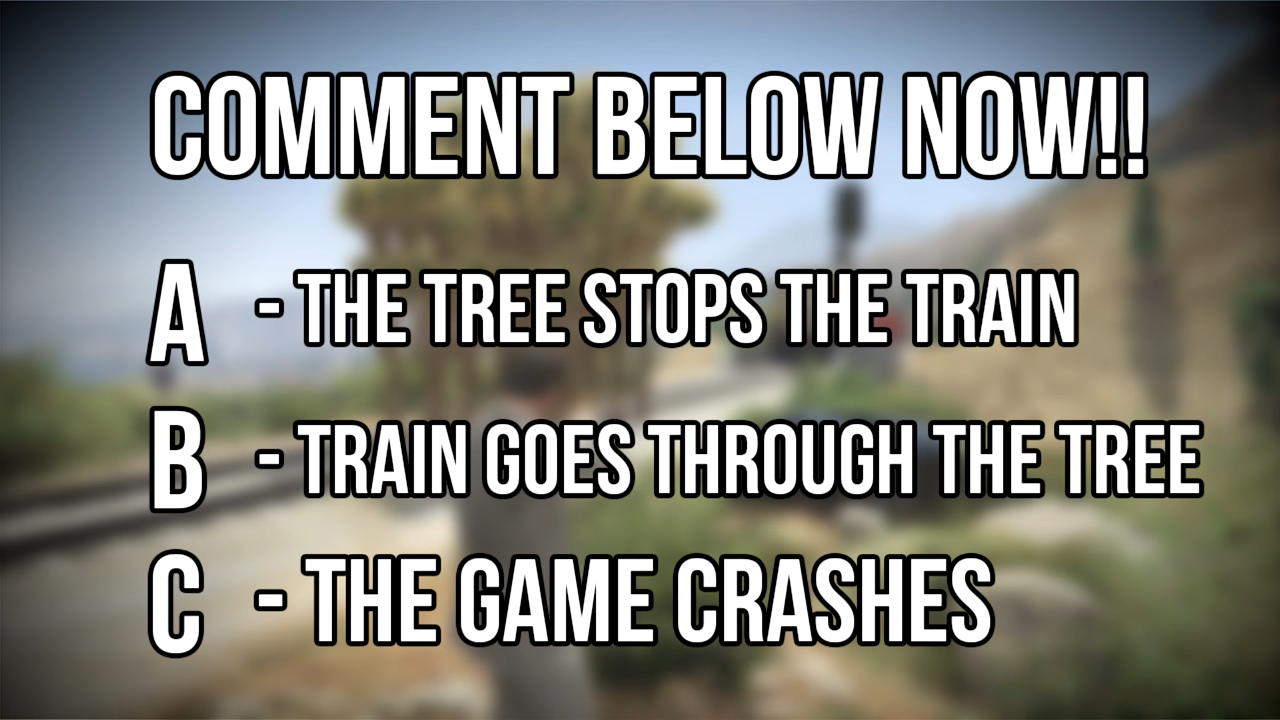 COMMENT BELOW NOW!!
A - THE TREE STOPS THE TRAIN
B - TRAIN GOES THROUGH THE TREE
C - THE GAME CRASHES